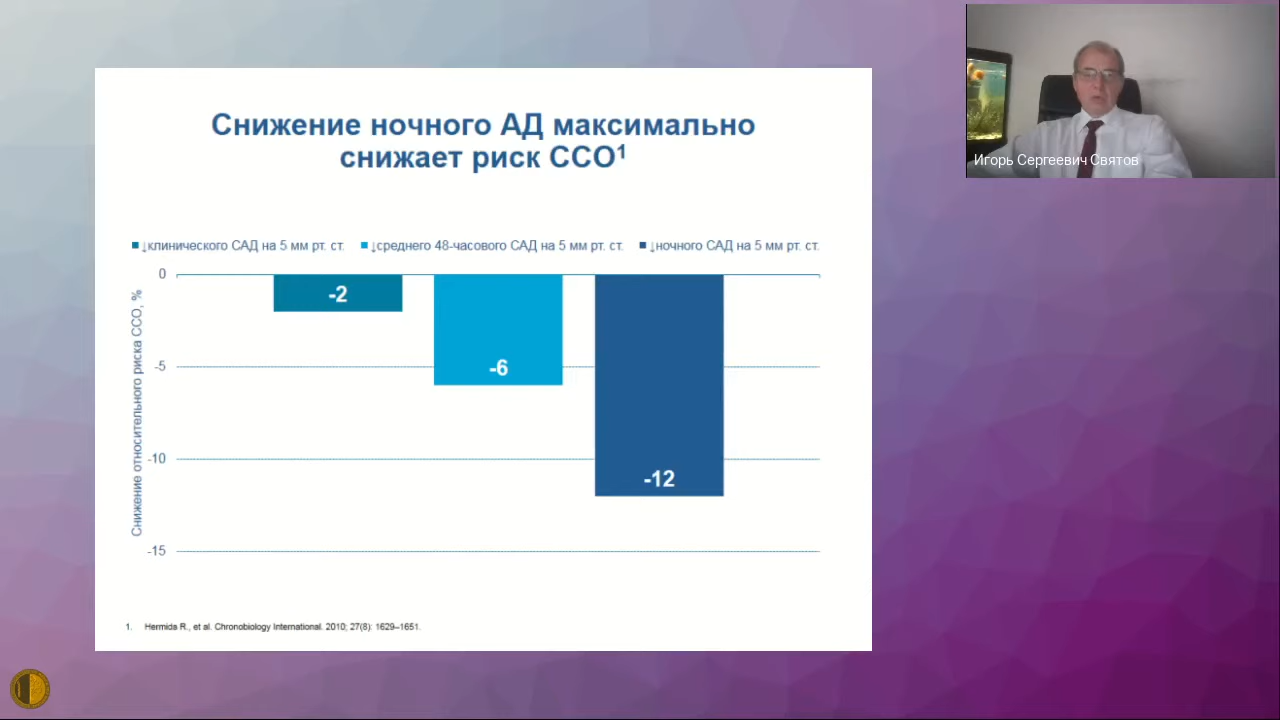 Снижение ночного АД максимально
снижает риск ССО¹
Игорь Сергеевич Святов
↓клинического САД на 5 мм рт. ст.
↓среднего 48-часового САД на 5 мм рт. ст.
↓ночного САД на 5 мм рт. ст.
Снижение относительного риска ССО, %
0
-5
-10
-15
-2
-6
-12
1. Hermida R., et al. Chronobiology International. 2010; 27(8): 1629–1651.